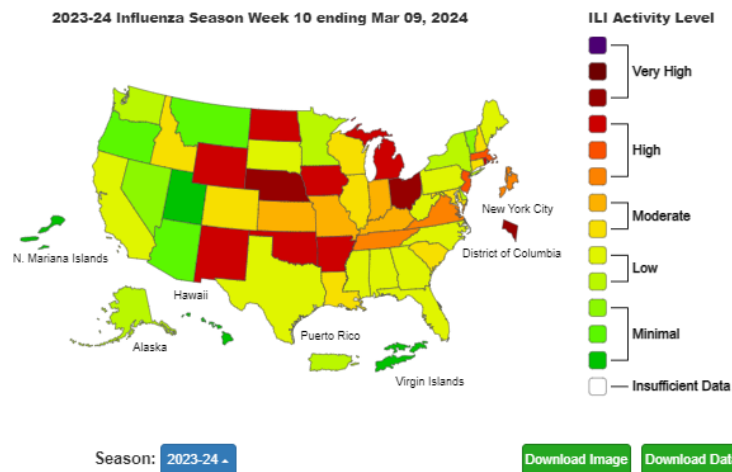 2023-24 Influenza Season Week 10 ending Mar 09, 2024
ILI Activity Level
Very High
High
Moderate
Low
Minimal
Insufficient Data
New York City
District of Columbia
N. Mariana Islands
Hawaii
Alaska
Puerto Rico
Virgin Islands
Season: 2023-24
Download Image
Download Dat